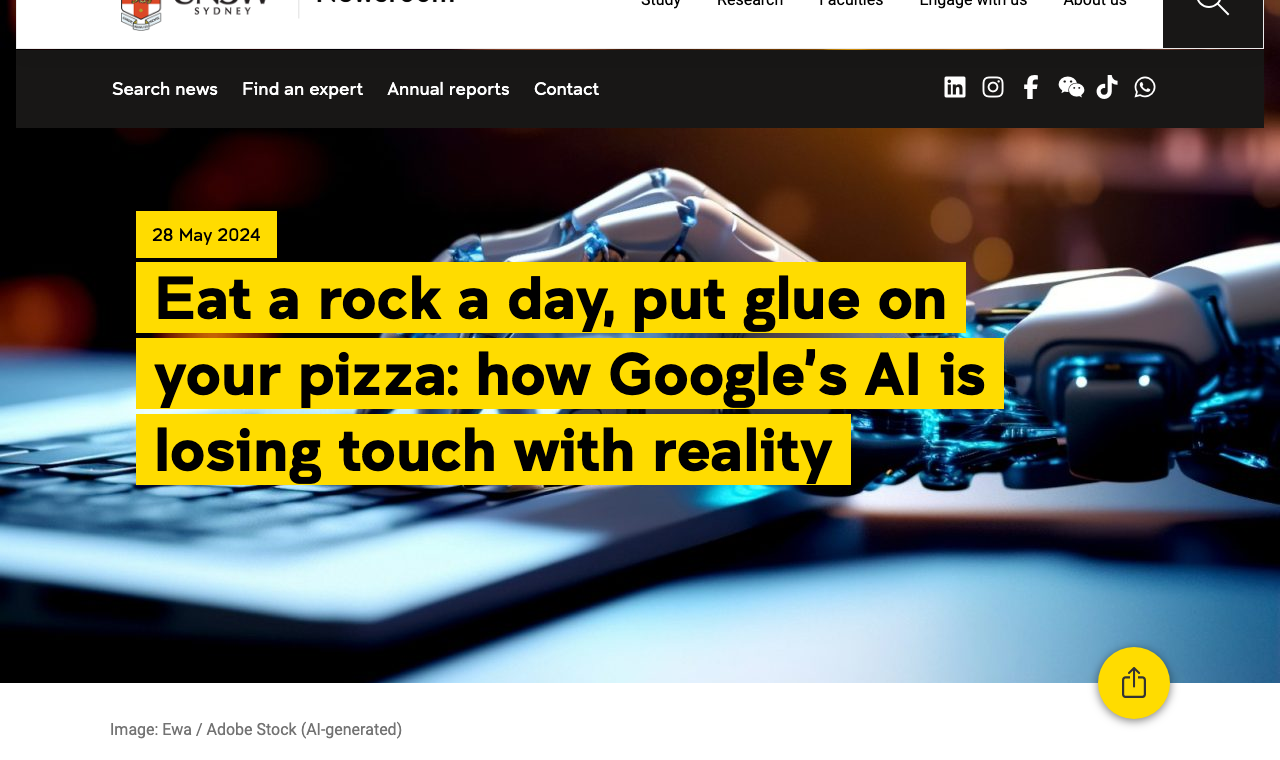 SYDNEY
Newsroom
Study Research Faculties Engage with us About us
Search news Find an expert Annual reports Contact
28 May 2024
Eat a rock a day, put glue on
your pizza: how Google's AI is
losing touch with reality
Image: Ewa / Adobe Stock (AI-generated)